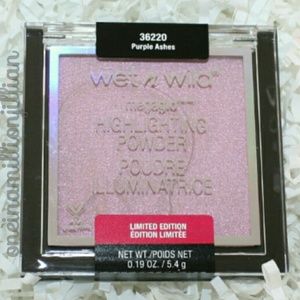 36220
Purple Ashes
wet n wild
megaglo™
HIGHLIGHTING
POWDER
POUDRE
ILLUMINATRICE
LIMITED EDITION
EDITION LIMITÉE
NET WT./POIDS NET
0.19 OZ. / 5.4 g